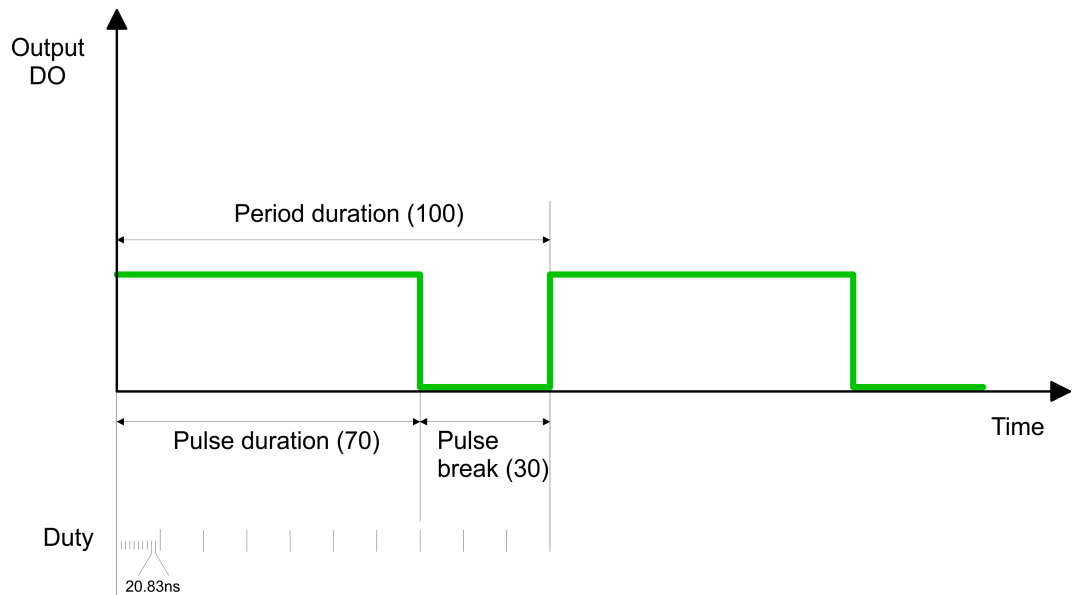 Output
DO
Period duration (100)
Time
Pulse duration (70)
Pulse
break (30)
Duty
20.83ns